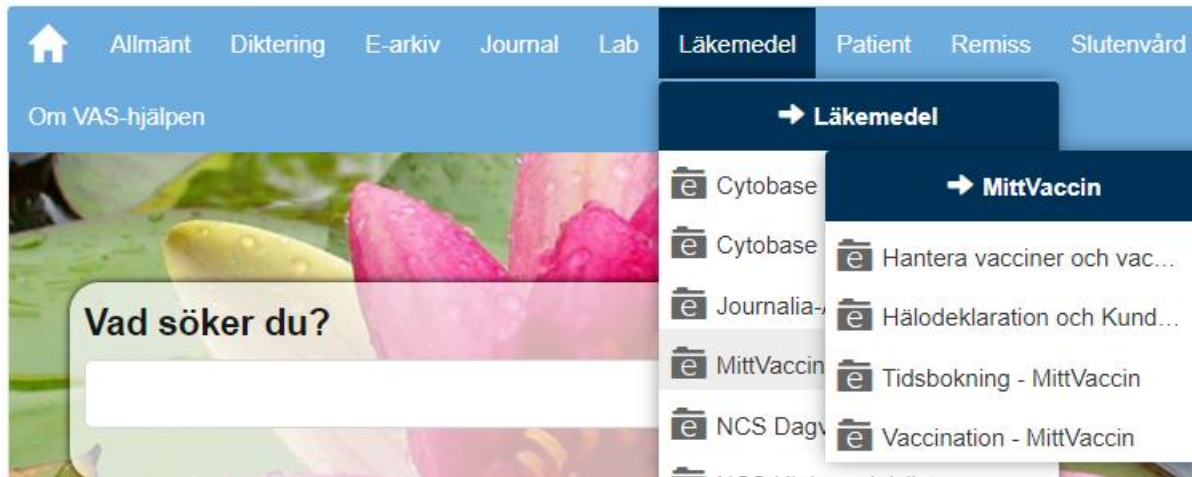 Allmänt Diktering E-arkiv Journal Lab Läkemedel Patient Remiss Slutenvård
Om VAS-hjälpen
Läkemedel
Cytobase
Cytobase
Journalia-
MittVaccin
NCS Dagv
MittVaccin
Hantera vacciner och vac...
Hälodeklaration och Kund...
Tidsbokning - MittVaccin
Vaccination - MittVaccin
Vad söker du?